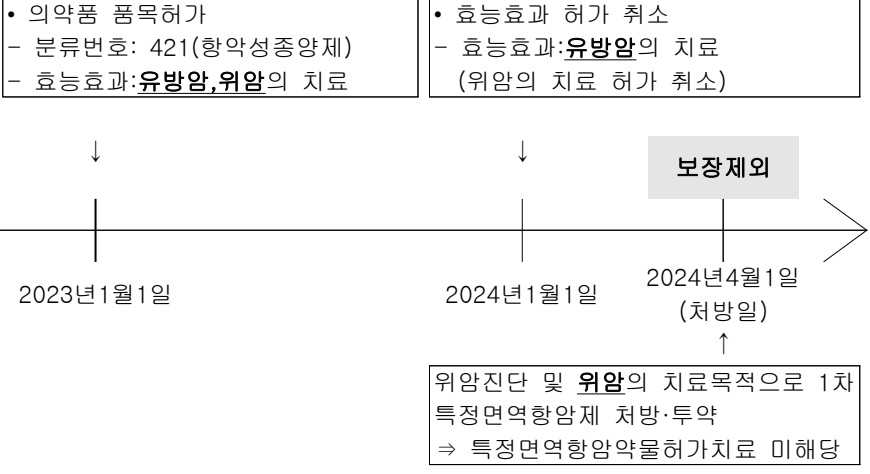 • 의약품 품목허가
- 분류번호: 421(항악성종양제)
- 효능효과:유방암,위암의 치료
• 효능효과 허가 취소
- 효능효과:유방암의 치료
(위암의 치료 허가 취소)
↓
↓
보장제외
2023년1월1일
2024년1월1일
2024년4월1일
(처방일)
↑
위암진단 및 위암의 치료목적으로 1차
특정면역항암제 처방·투약
⇒ 특정면역항암약물허가치료 미해당